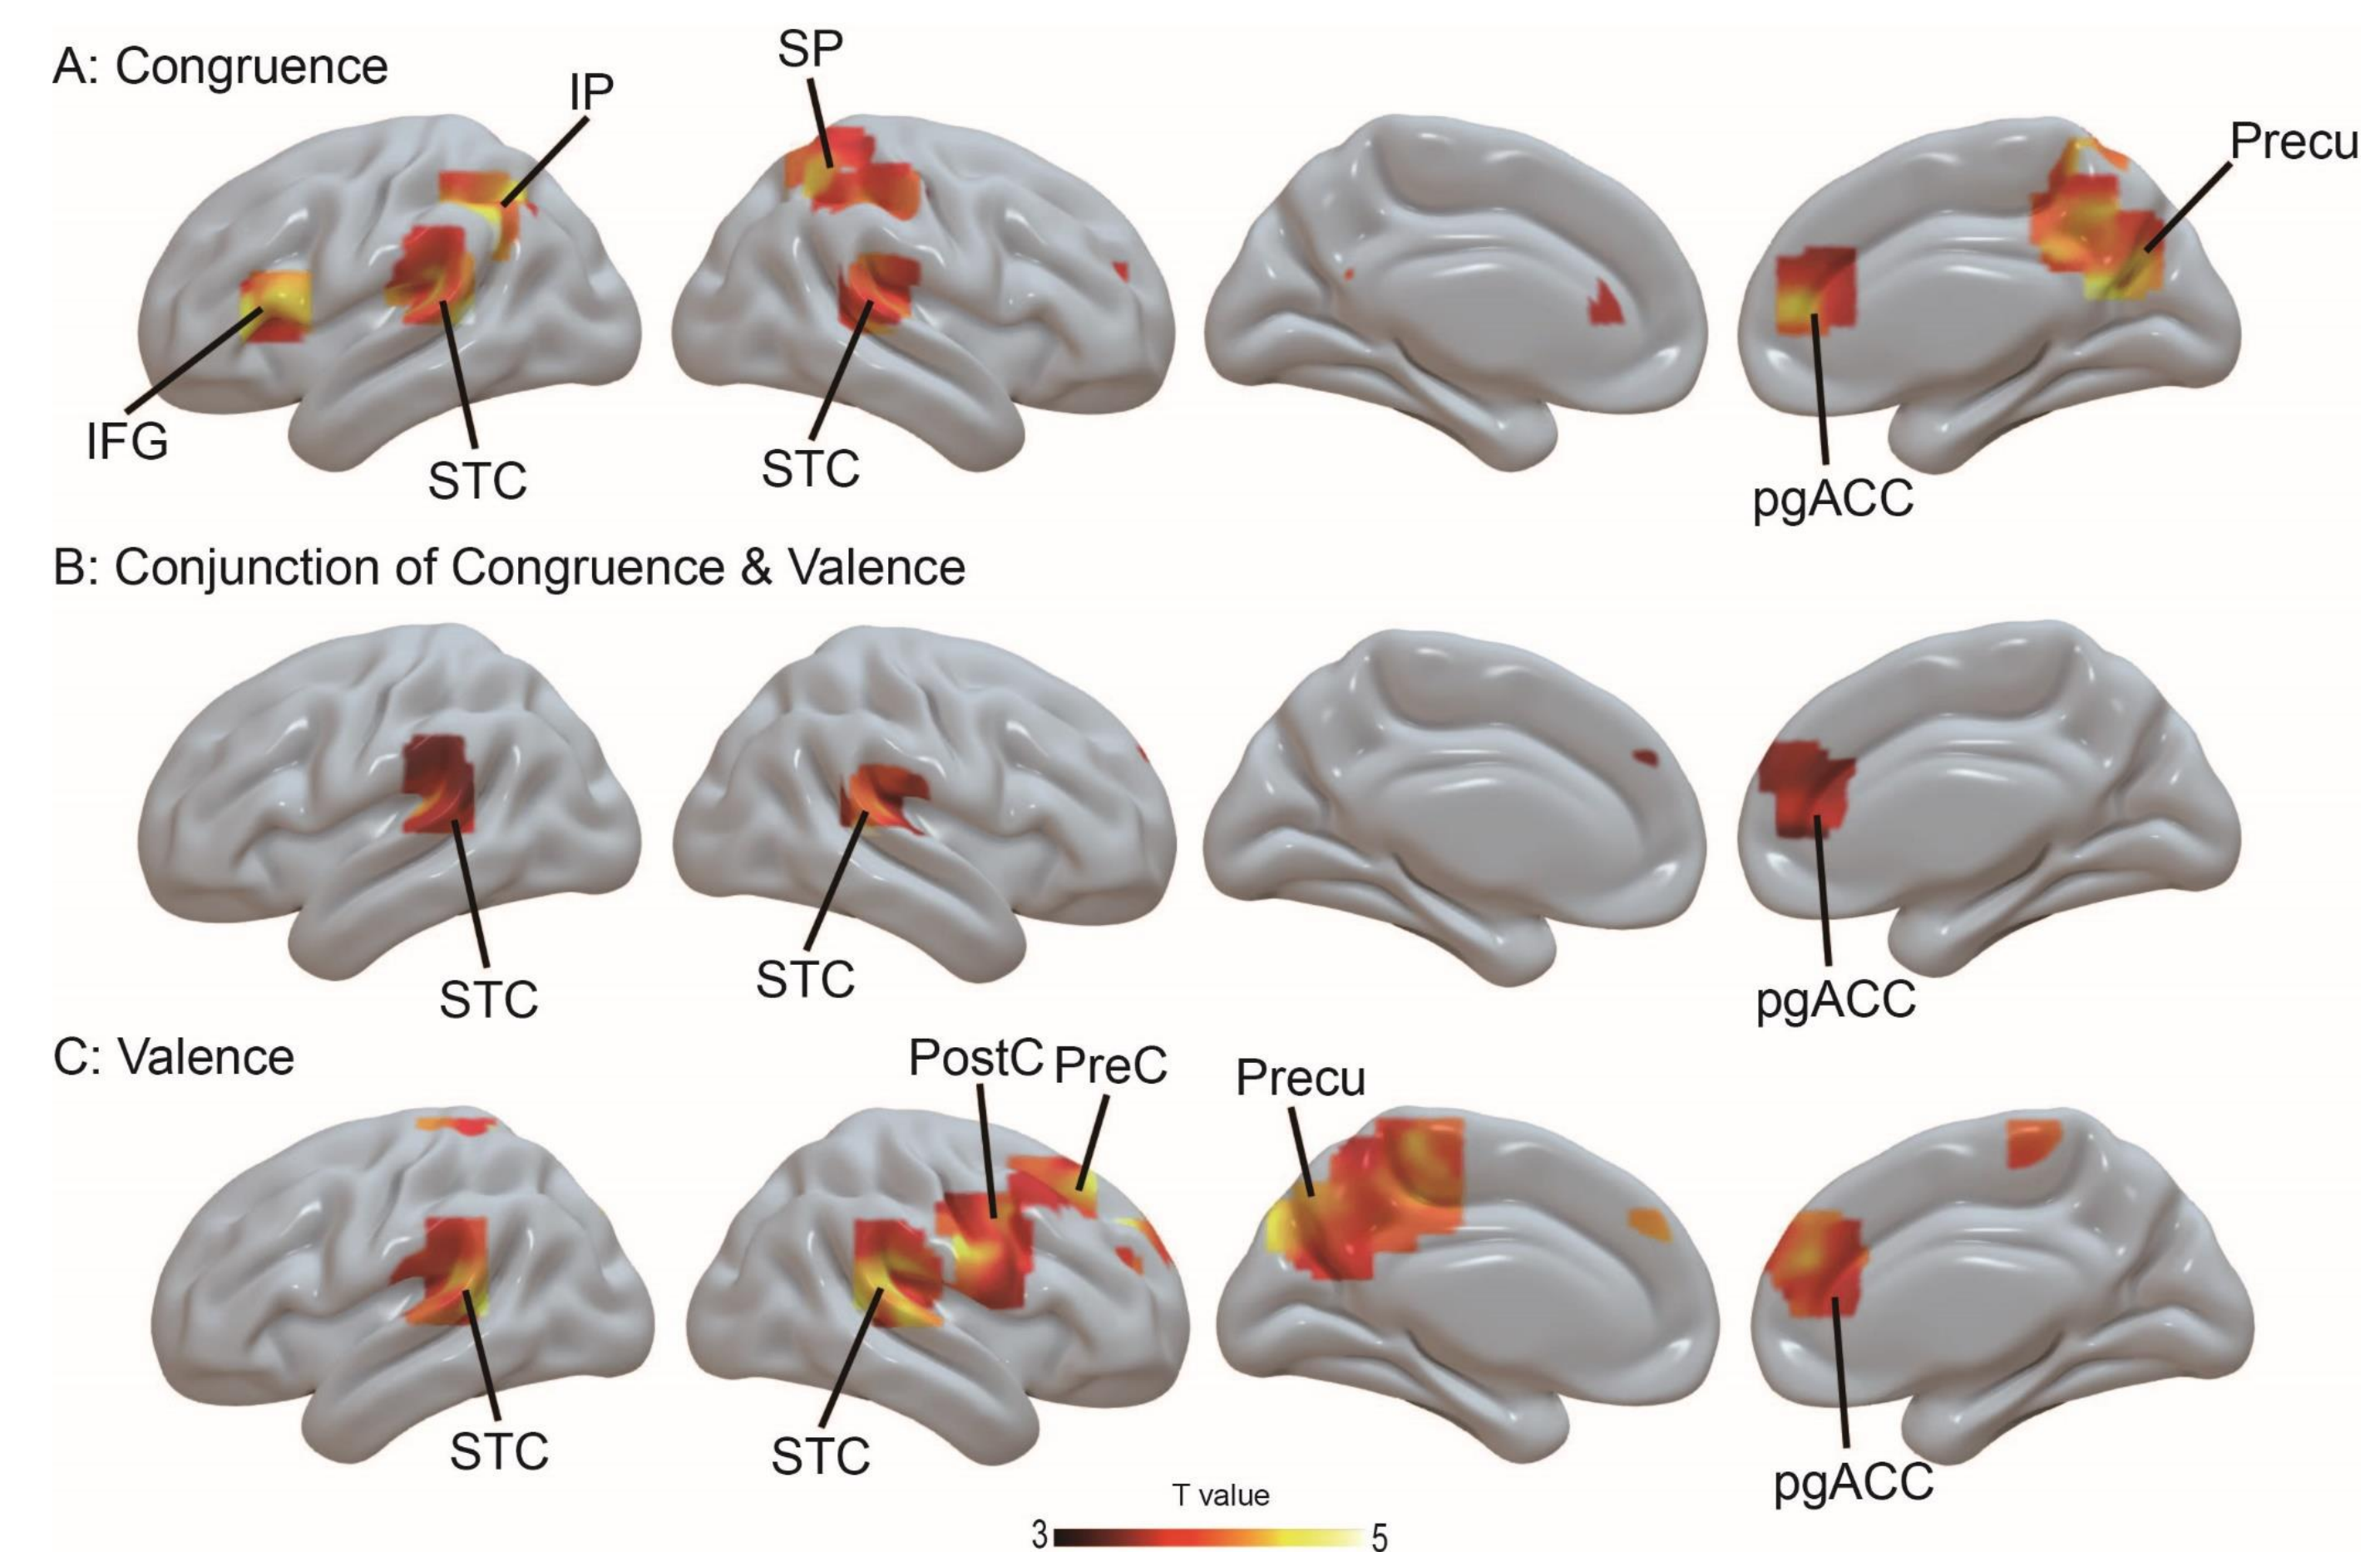 A: Congruence
SP
IP
Precu
IFG
STC
STC
pgACC
B: Conjunction of Congruence & Valence
STC
STC
pgACC
C: Valence
PostC PreC
Precu
STC
STC
pgACC
T value
3 5